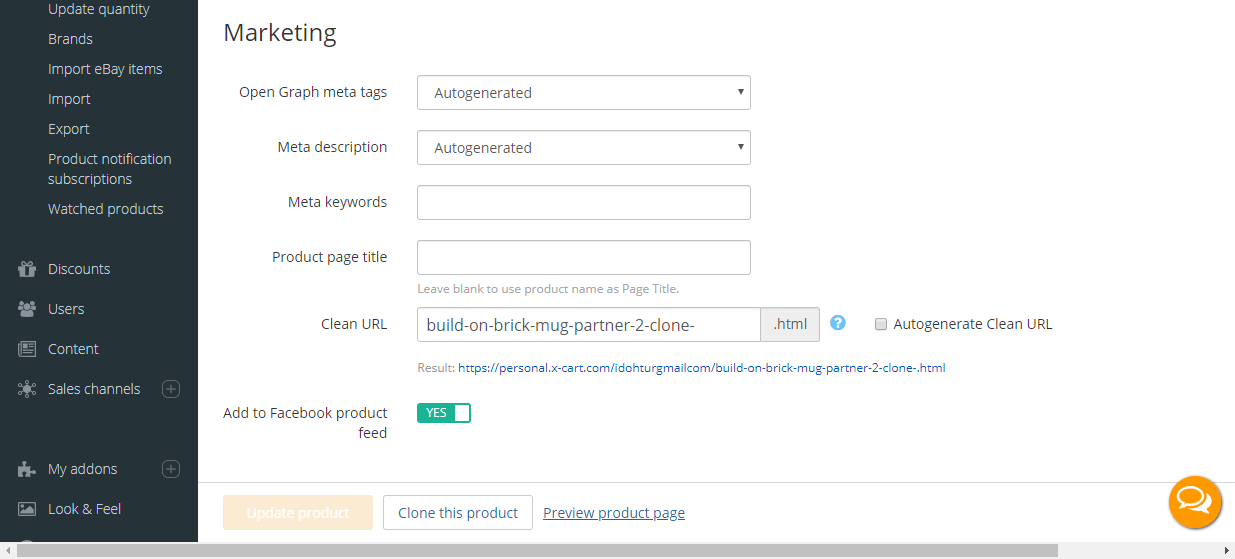 Update quantity
Brands
Import eBay items
Import
Export
Product notification
subscriptions
Watched products
Discounts
Users
Content
Sales channels
My addons
Look & Feel
Marketing
Open Graph meta tags
Autogenerated
Meta description
Autogenerated
Meta keywords
Product page title
Leave blank to use product name as Page Title.
Clean URL
build-on-brick-mug-partner-2-clone-
.html
?
Autogenerate Clean URL
Result: https://personal.x-cart.com/idohturgmailcom/build-on-brick-mug-partner-2-clone-.html
Add to Facebook product
feed
YES
Update product
Clone this product
Preview product page